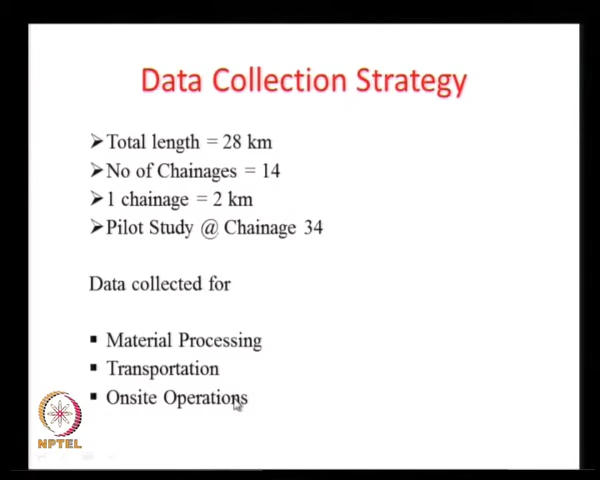 Data Collection Strategy
➢Total length = 28 km
➢No of Chainages = 14
➢1 chainage = 2 km
➢Pilot Study @ Chainage 34
Data collected for
▪ Material Processing
▪ Transportation
▪ Onsite Operations
NPTEL